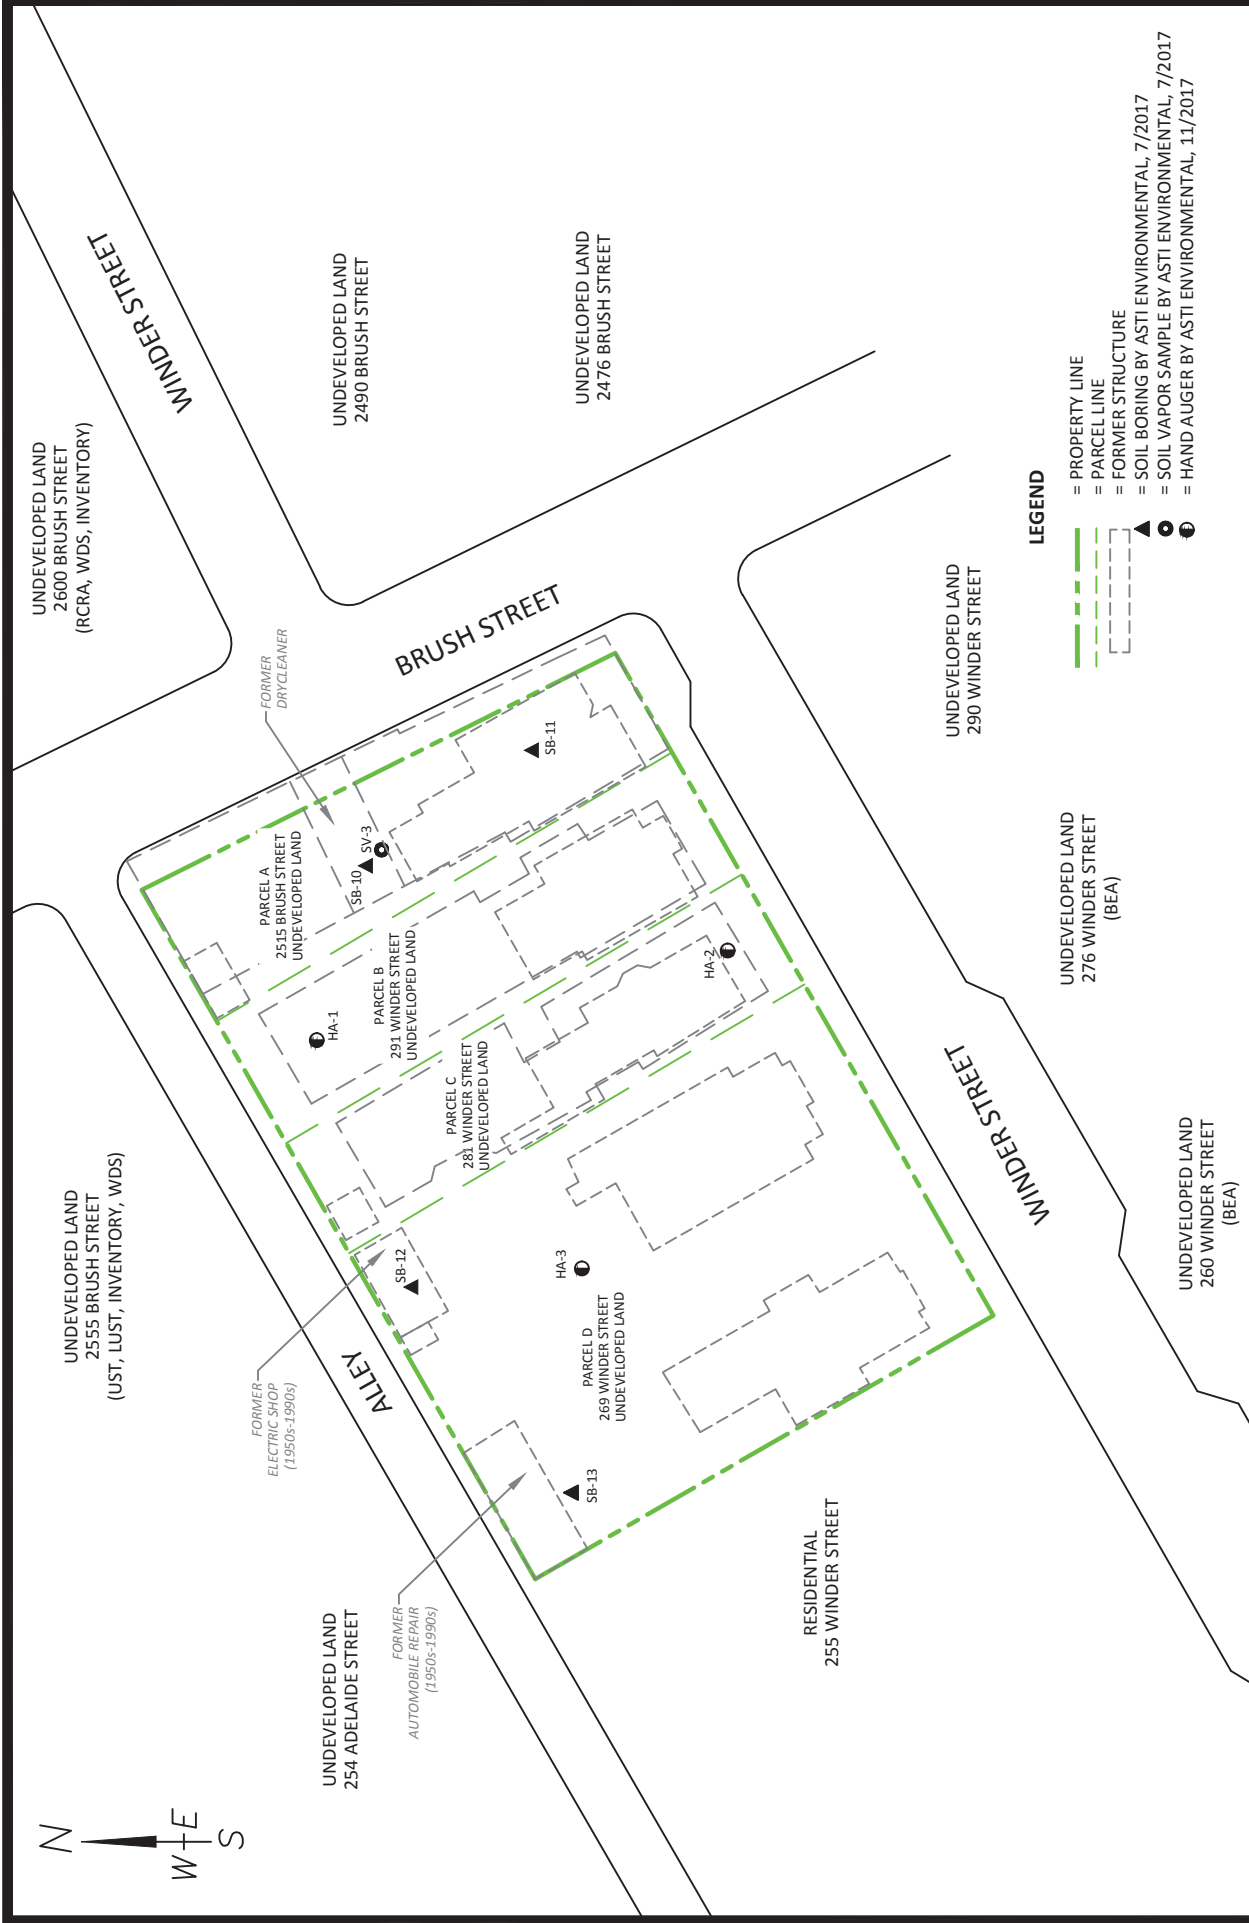 N
W E
S
UNDEVELOPED LAND
2555 BRUSH STREET
(UST, LUST, INVENTORY, WDS)
UNDEVELOPED LAND
2600 BRUSH STREET
(RCRA, WDS, INVENTORY)
WINDER STREET
UNDEVELOPED LAND
254 ADELAIDE STREET
FORMER
ELECTRIC SHOP
(1950s-1990s)
FORMER
AUTOMOBILE REPAIR
(1950s-1990s)
ALLEY
FORMER
DRYCLEANER
BRUSH STREET
UNDEVELOPED LAND
2490 BRUSH STREET
UNDEVELOPED LAND
2476 BRUSH STREET
PARCEL A
2515 BRUSH STREET
UNDEVELOPED LAND
SB-10
SV-3
SB-11
HA-1
PARCEL B
291 WINDER STREET
UNDEVELOPED LAND
PARCEL C
281 WINDER STREET
UNDEVELOPED LAND
HA-2
SB-12
HA-3
PARCEL D
269 WINDER STREET
UNDEVELOPED LAND
SB-13
RESIDENTIAL
255 WINDER STREET
WINDER STREET
UNDEVELOPED LAND
290 WINDER STREET
UNDEVELOPED LAND
276 WINDER STREET
(BEA)
UNDEVELOPED LAND
260 WINDER STREET
(BEA)
LEGEND
= PROPERTY LINE
= PARCEL LINE
= FORMER STRUCTURE
= SOIL BORING BY ASTI ENVIRONMENTAL, 7/2017
= SOIL VAPOR SAMPLE BY ASTI ENVIRONMENTAL, 7/2017
= HAND AUGER BY ASTI ENVIRONMENTAL, 11/2017